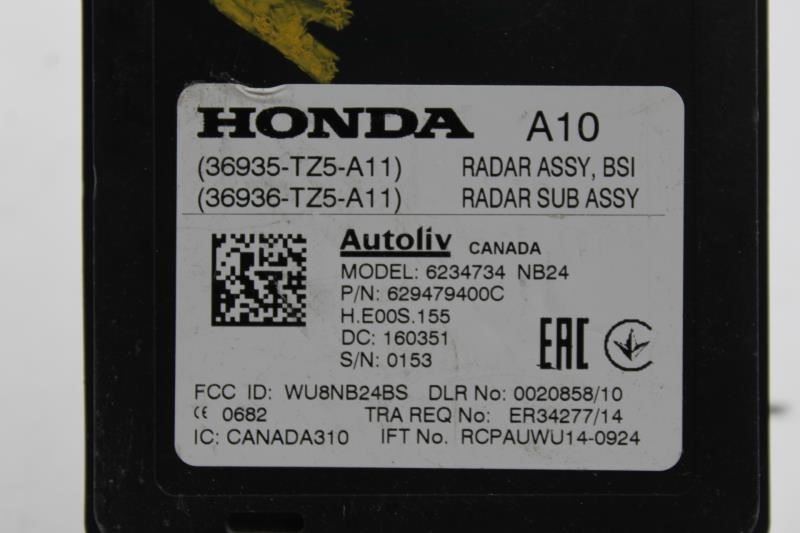 HONDA A10
(36935-TZ5-A11) RADAR ASSY, BSI
(36936-TZ5-A11) RADAR SUB ASSY
Autoliv CANADA
MODEL: 6234734 NB24
P/N: 629479400C
H.E00S.155
DC: 160351
S/N: 0153
EAC
FCC ID: WU8NB24BS DLR No: 0020858/10
CE 0682 TRA REQ No: ER34277/14
IC: CANADA310 IFT No. RCPAUWU14-0924